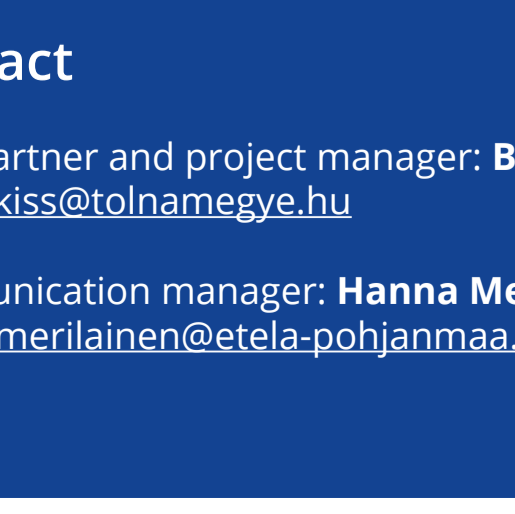 act
artner and project manager: B
kiss@tolnamegye.hu
unication manager: Hanna Me
merilainen@etela-pohjanmaa.